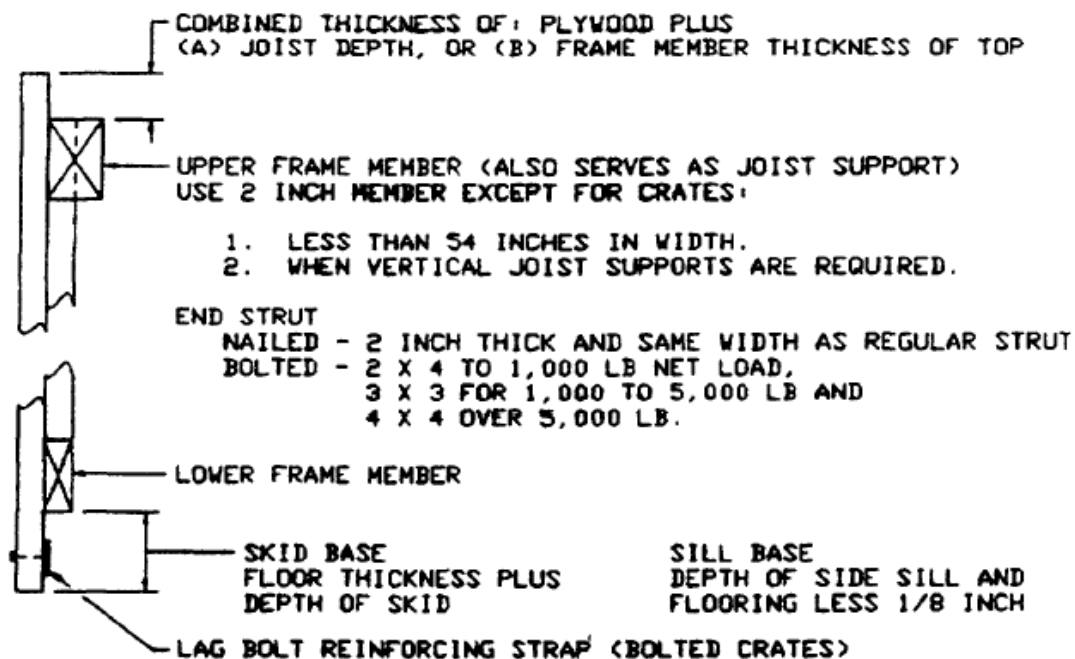 COMBINED THICKNESS OF: PLYWOOD PLUS
(A) JOIST DEPTH, OR (B) FRAME MEMBER THICKNESS OF TOP
UPPER FRAME MEMBER (ALSO SERVES AS JOIST SUPPORT)
USE 2 INCH MEMBER EXCEPT FOR CRATES:
1. LESS THAN 54 INCHES IN WIDTH.
2. WHEN VERTICAL JOIST SUPPORTS ARE REQUIRED.
END STRUT
NAILED - 2 INCH THICK AND SAME WIDTH AS REGULAR STRUT
BOLTED - 2 X 4 TO 1,000 LB NET LOAD,
3 X 3 FOR 1,000 TO 5,000 LB AND
4 X 4 OVER 5,000 LB.
LOWER FRAME MEMBER
SKID BASE
FLOOR THICKNESS PLUS
DEPTH OF SKID
SILL BASE
DEPTH OF SIDE SILL AND
FLOORING LESS 1/8 INCH
LAG BOLT REINFORCING STRAP (BOLTED CRATES)